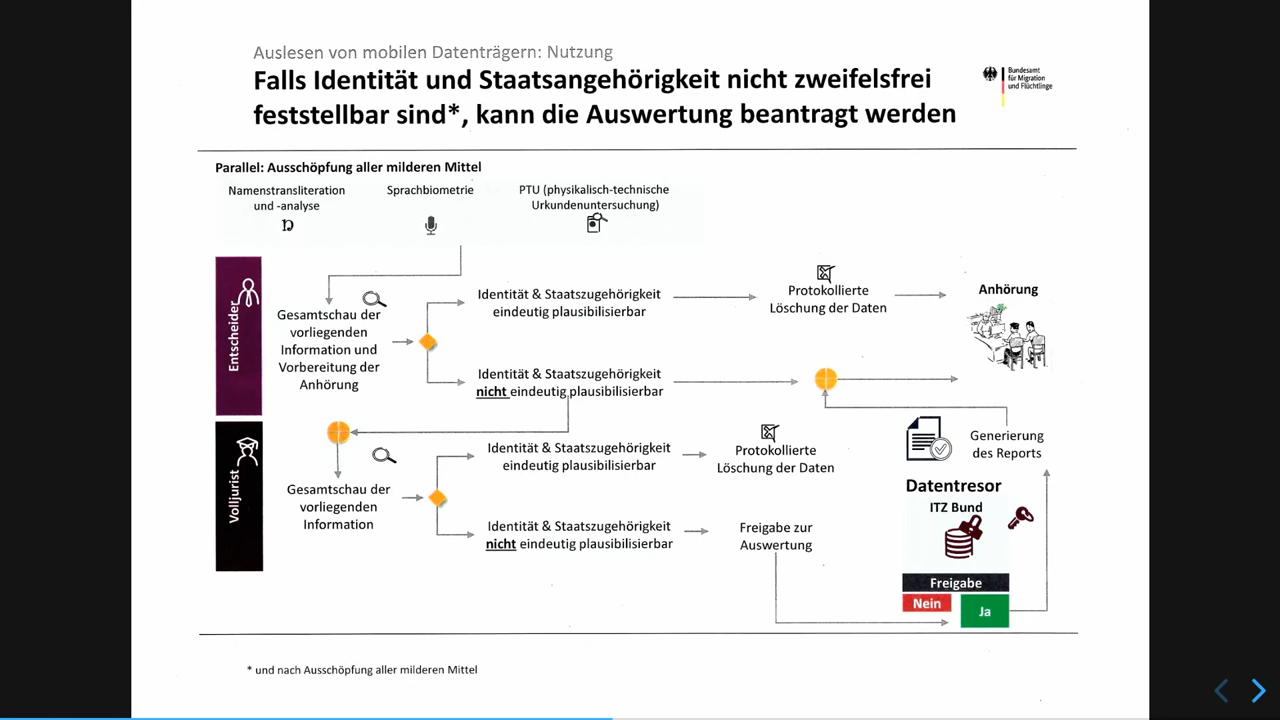 Auslesen von mobilen Datenträgern: Nutzung
Falls Identität und Staatsangehörigkeit nicht zweifelsfrei
feststellbar sind*, kann die Auswertung beantragt werden
Bundesamt
für Migration
und Flüchtlinge
Parallel: Ausschöpfung aller milderen Mittel
Namenstransliteration
und -analyse
Sprachbiometrie
PTU (physikalisch-technische
Urkundenuntersuchung)
Entscheider
Gesamtschau der
vorliegenden
Information und
Vorbereitung der
Anhörung
Identität & Staatszugehörigkeit
eindeutig plausibilisierbar
Protokollierte
Löschung der Daten
Anhörung
Identität & Staatszugehörigkeit
nicht eindeutig plausibilisierbar
Volljurist
Gesamtschau der
vorliegenden
Information
Identität & Staatszugehörigkeit
eindeutig plausibilisierbar
Protokollierte
Löschung der Daten
Identität & Staatszugehörigkeit
nicht eindeutig plausibilisierbar
Freigabe zur
Auswertung
Generierung
des Reports
Datentresor
ITZ Bund
Freigabe
Nein
Ja
* und nach Ausschöpfung aller milderen Mittel